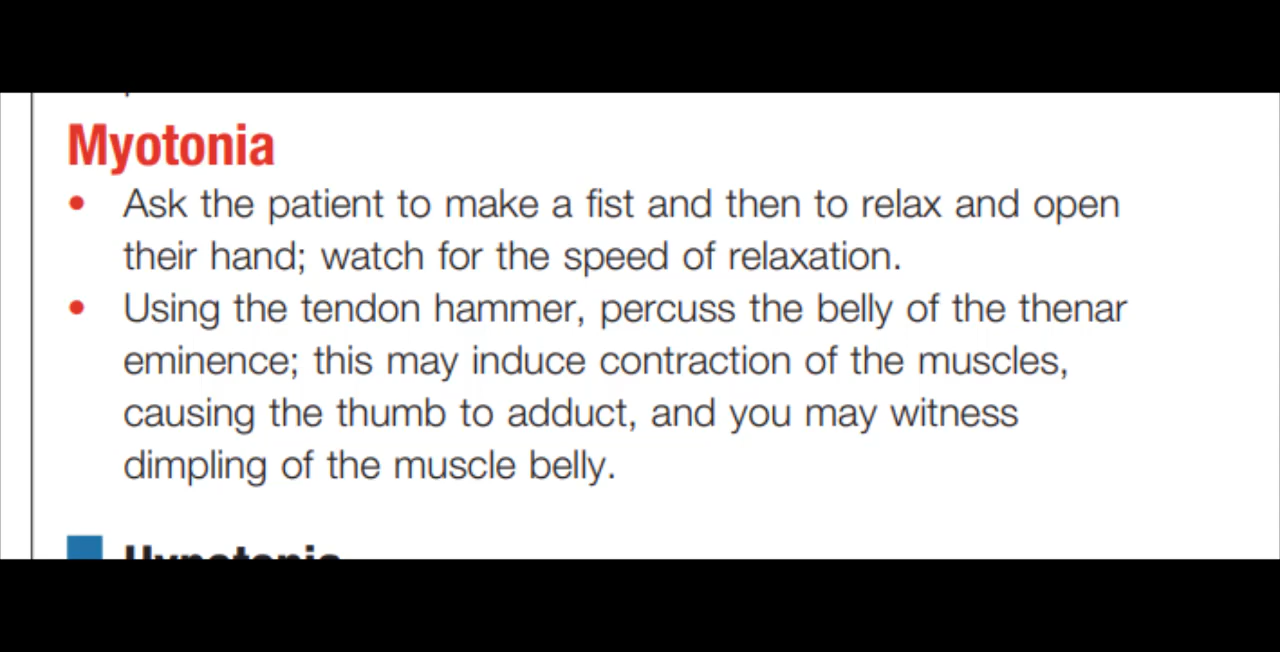 Myotonia
• Ask the patient to make a fist and then to relax and open
their hand; watch for the speed of relaxation.
• Using the tendon hammer, percuss the belly of the thenar
eminence; this may induce contraction of the muscles,
causing the thumb to adduct, and you may witness
dimpling of the muscle belly.